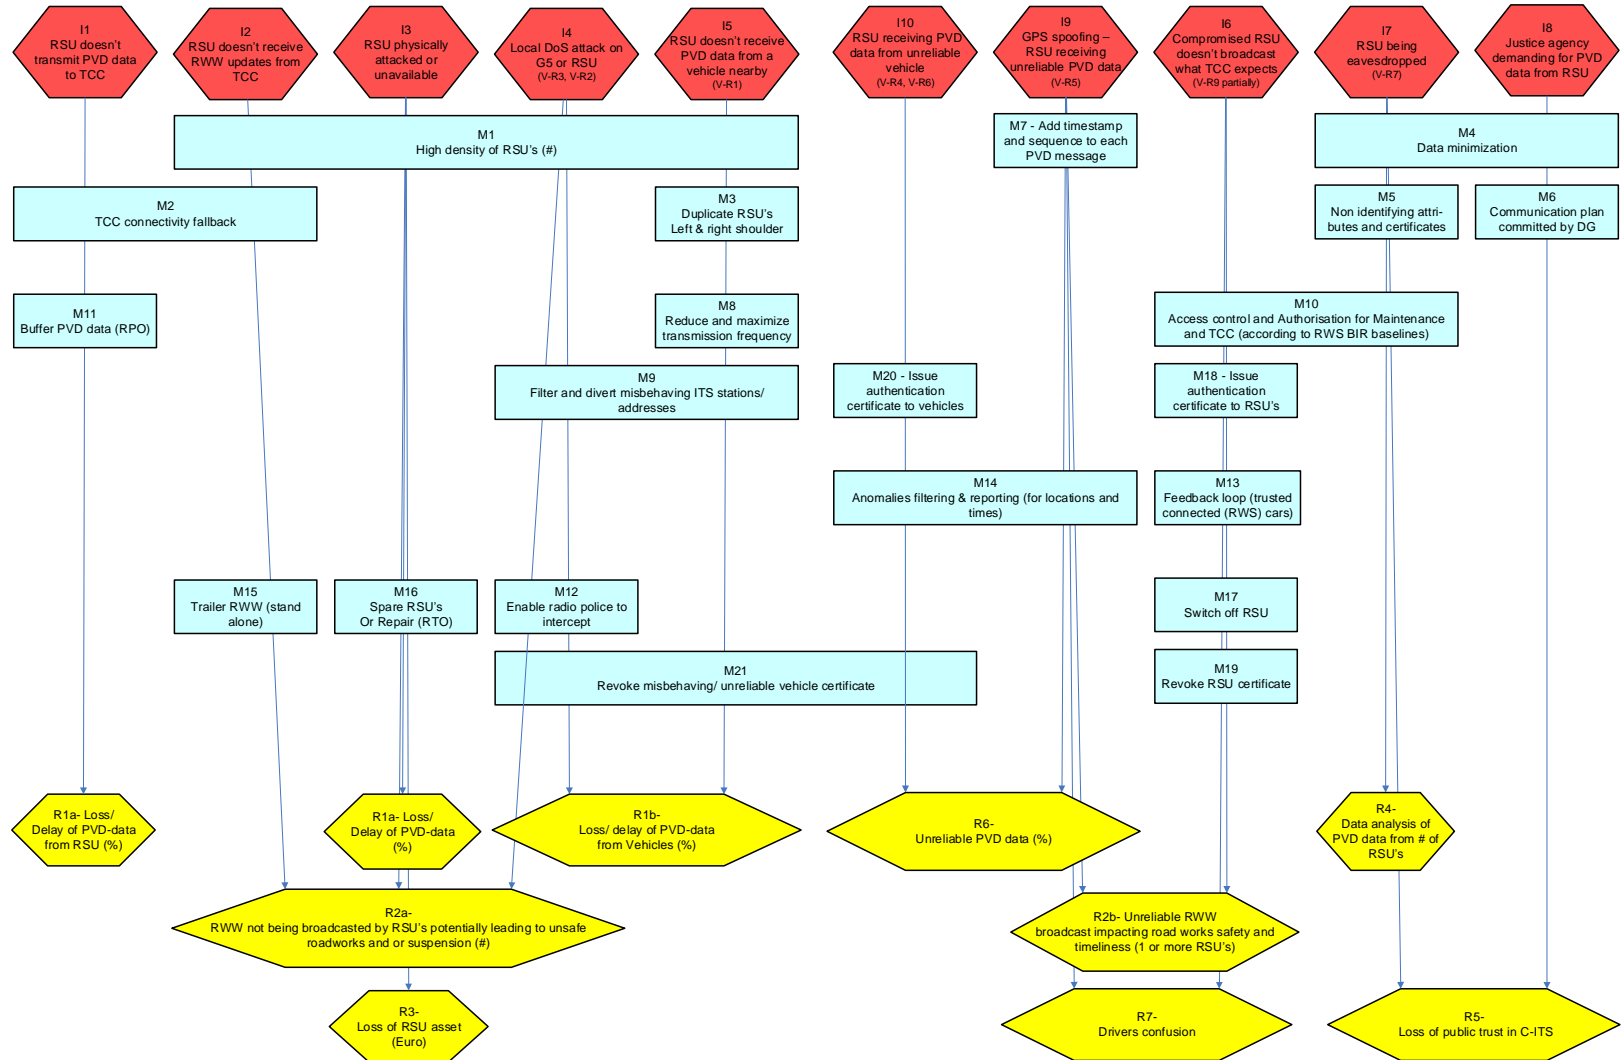 I1
RSU doesn't
transmit PVD data
to TCC
I2
RSU doesn't receive
RWW updates from
TCC
I3
RSU physically
attacked or
unavailable
I4
Local DoS attack on
G5 or RSU
(V-R3, V-R2)
I5
RSU doesn't receive
PVD data from a
vehicle nearby
(V-R1)
I10
RSU receiving PVD
data from unreliable
vehicle
(V-R4, V-R6)
I9
GPS spoofing –
RSU receiving
unreliable PVD data
(V-R5)
I6
Compromised RSU
doesn't broadcast
what TCC expects
(V-R9 partially)
I7
RSU being
eavesdropped
(V-R7)
I8
Justice agency
demanding for PVD
data from RSU
M1
High density of RSU's (#)
M7 - Add timestamp
and sequence to each
PVD message
M4
Data minimization
M2
TCC connectivity fallback
M3
Duplicate RSU's
Left & right shoulder
M5
Non identifying attri-
butes and certificates
M6
Communication plan
committed by DG
M11
Buffer PVD data (RPO)
M8
Reduce and maximize
transmission frequency
M10
Access control and Authorisation for Maintenance
and TCC (according to RWS BIR baselines)
M9
Filter and divert misbehaving ITS stations/
addresses
M20 - Issue
authentication
certificate to vehicles
M18 - Issue
authentication
certificate to RSU's
M14
Anomalies filtering & reporting (for locations and
times)
M13
Feedback loop (trusted
connected (RWS) cars)
M15
Trailer RWW (stand
alone)
M16
Spare RSU's
Or Repair (RTO)
M12
Enable radio police to
intercept
M17
Switch off RSU
M21
Revoke misbehaving/ unreliable vehicle certificate
M19
Revoke RSU certificate
R1a- Loss/
Delay of PVD-data
from RSU (%)
R1a- Loss/
Delay of PVD-data
(%)
R1b-
Loss/ delay of PVD-data
from Vehicles (%)
R6-
Unreliable PVD data (%)
R4-
Data analysis of
PVD data from # of
RSU's
R2a-
RWW not being broadcasted by RSU's potentially leading to unsafe
roadworks and or suspension (#)
R2b- Unreliable RWW
broadcast impacting road works safety and
timeliness (1 or more RSU's)
R3-
Loss of RSU asset
(Euro)
R7-
Drivers confusion
R5-
Loss of public trust in C-ITS